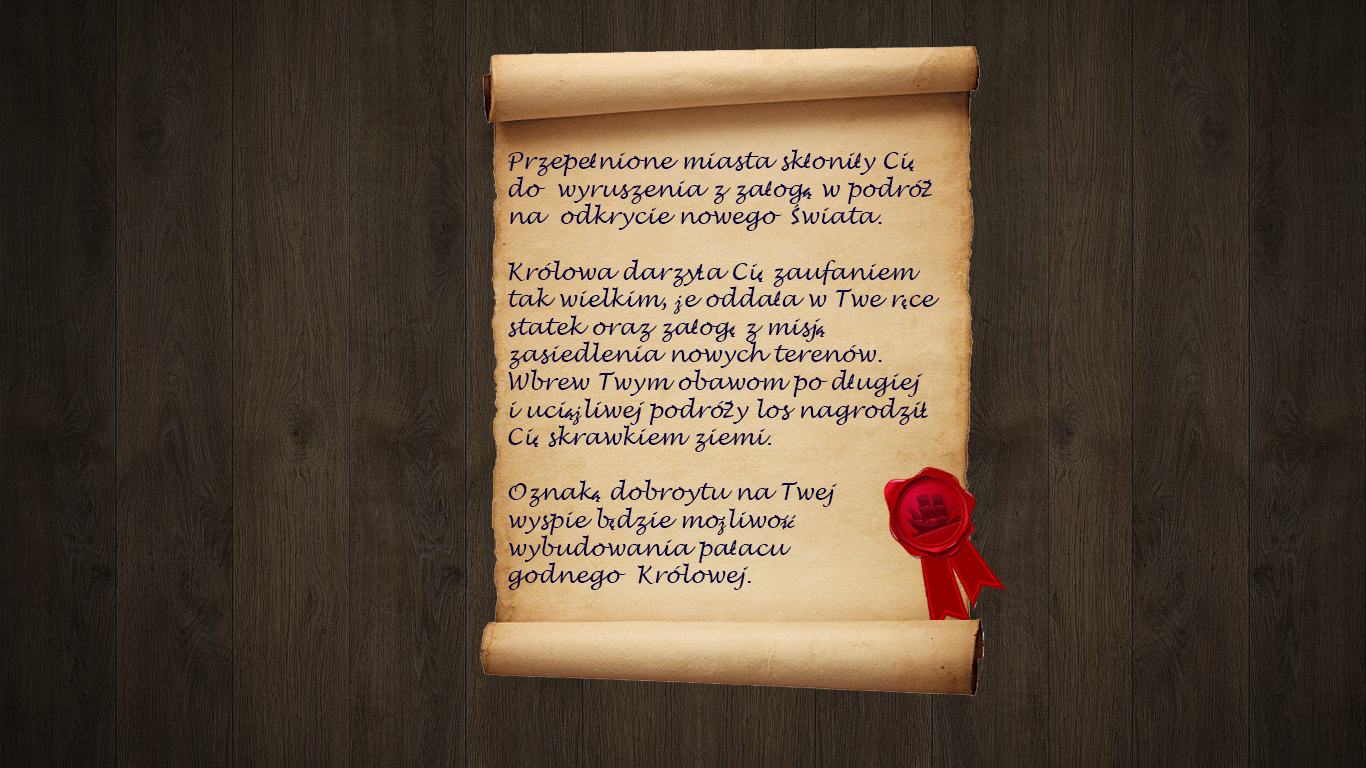 Przepełnione miasta skłoniły Cię
do wyruszenia z załogą w podróż
na odkrycie nowego świata.
Królowa darzyła Cię zaufaniem
tak wielkim, że oddała w Twe ręce
statek oraz załogę z misją
zasiedlenia nowych terenów.
Wbrew Twym obawom po długiej
i uciążliwej podróży los nagrodził
Cię skrawkiem ziemi.
Oznaką dobroytu na Twej
wyspie będzie możliwość
wybudowania pałacu
godnego Królowej.